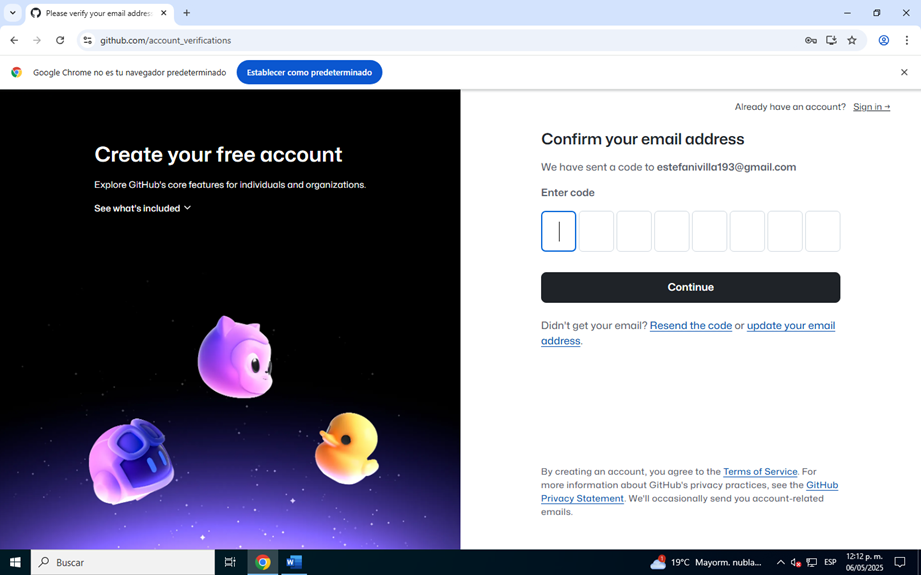 Please verify your email address
github.com/account_verifications
Google Chrome no es tu navegador predeterminado
Establecer como predeterminado
Already have an account? Sign in →
Create your free account
Explore GitHub's core features for individuals and organizations.
See what's included
Confirm your email address
We have sent a code to estefanivilla193@gmail.com
Enter code
Continue
Didn't get your email? Resend the code or update your email
address.
By creating an account, you agree to the Terms of Service. For
more information about GitHub's privacy practices, see the GitHub
Privacy Statement. We'll occasionally send you account-related
emails.
Buscar
19°C Mayorm. nubla...
ESP
12:12 p. m.
06/05/2025